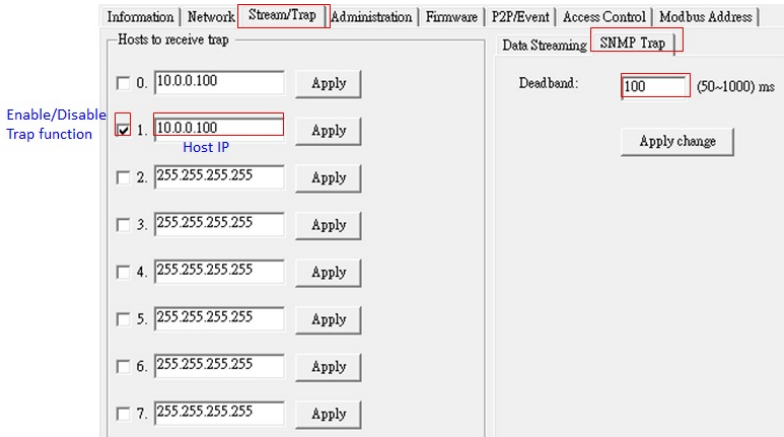 Information Network Stream/Trap Administration Firmware P2P/Event Access Control Modbus Address
Hosts to receive trap
0. 10.0.0.100 Apply
Enable/Disable
Trap function
1. 10.0.0.100 Apply
Host IP
2. 255.255.255.255 Apply
3. 255.255.255.255 Apply
4. 255.255.255.255 Apply
5. 255.255.255.255 Apply
6. 255.255.255.255 Apply
7. 255.255.255.255 Apply
Data Streaming SNMP Trap
Deadband: 100 (50~1000) ms
Apply change